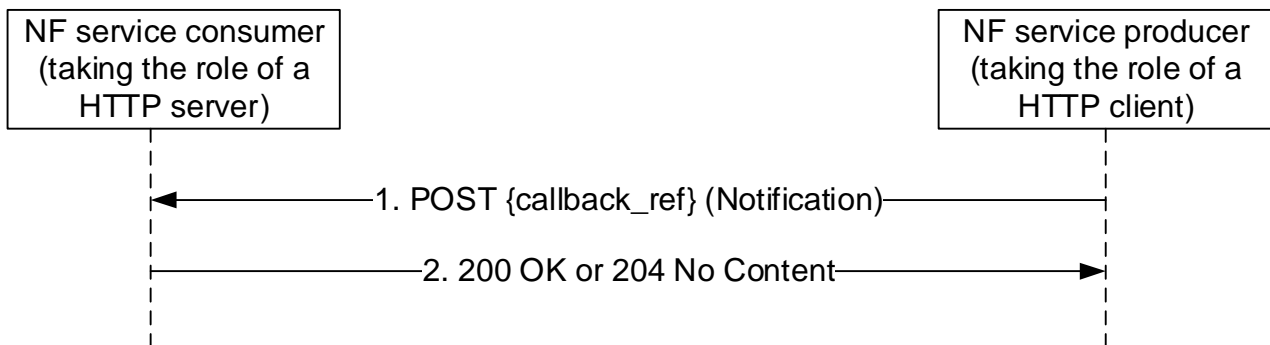 NF service consumer
(taking the role of a
HTTP server)
NF service producer
(taking the role of a
HTTP client)
1. POST {callback_ref} (Notification)
2. 200 OK or 204 No Content